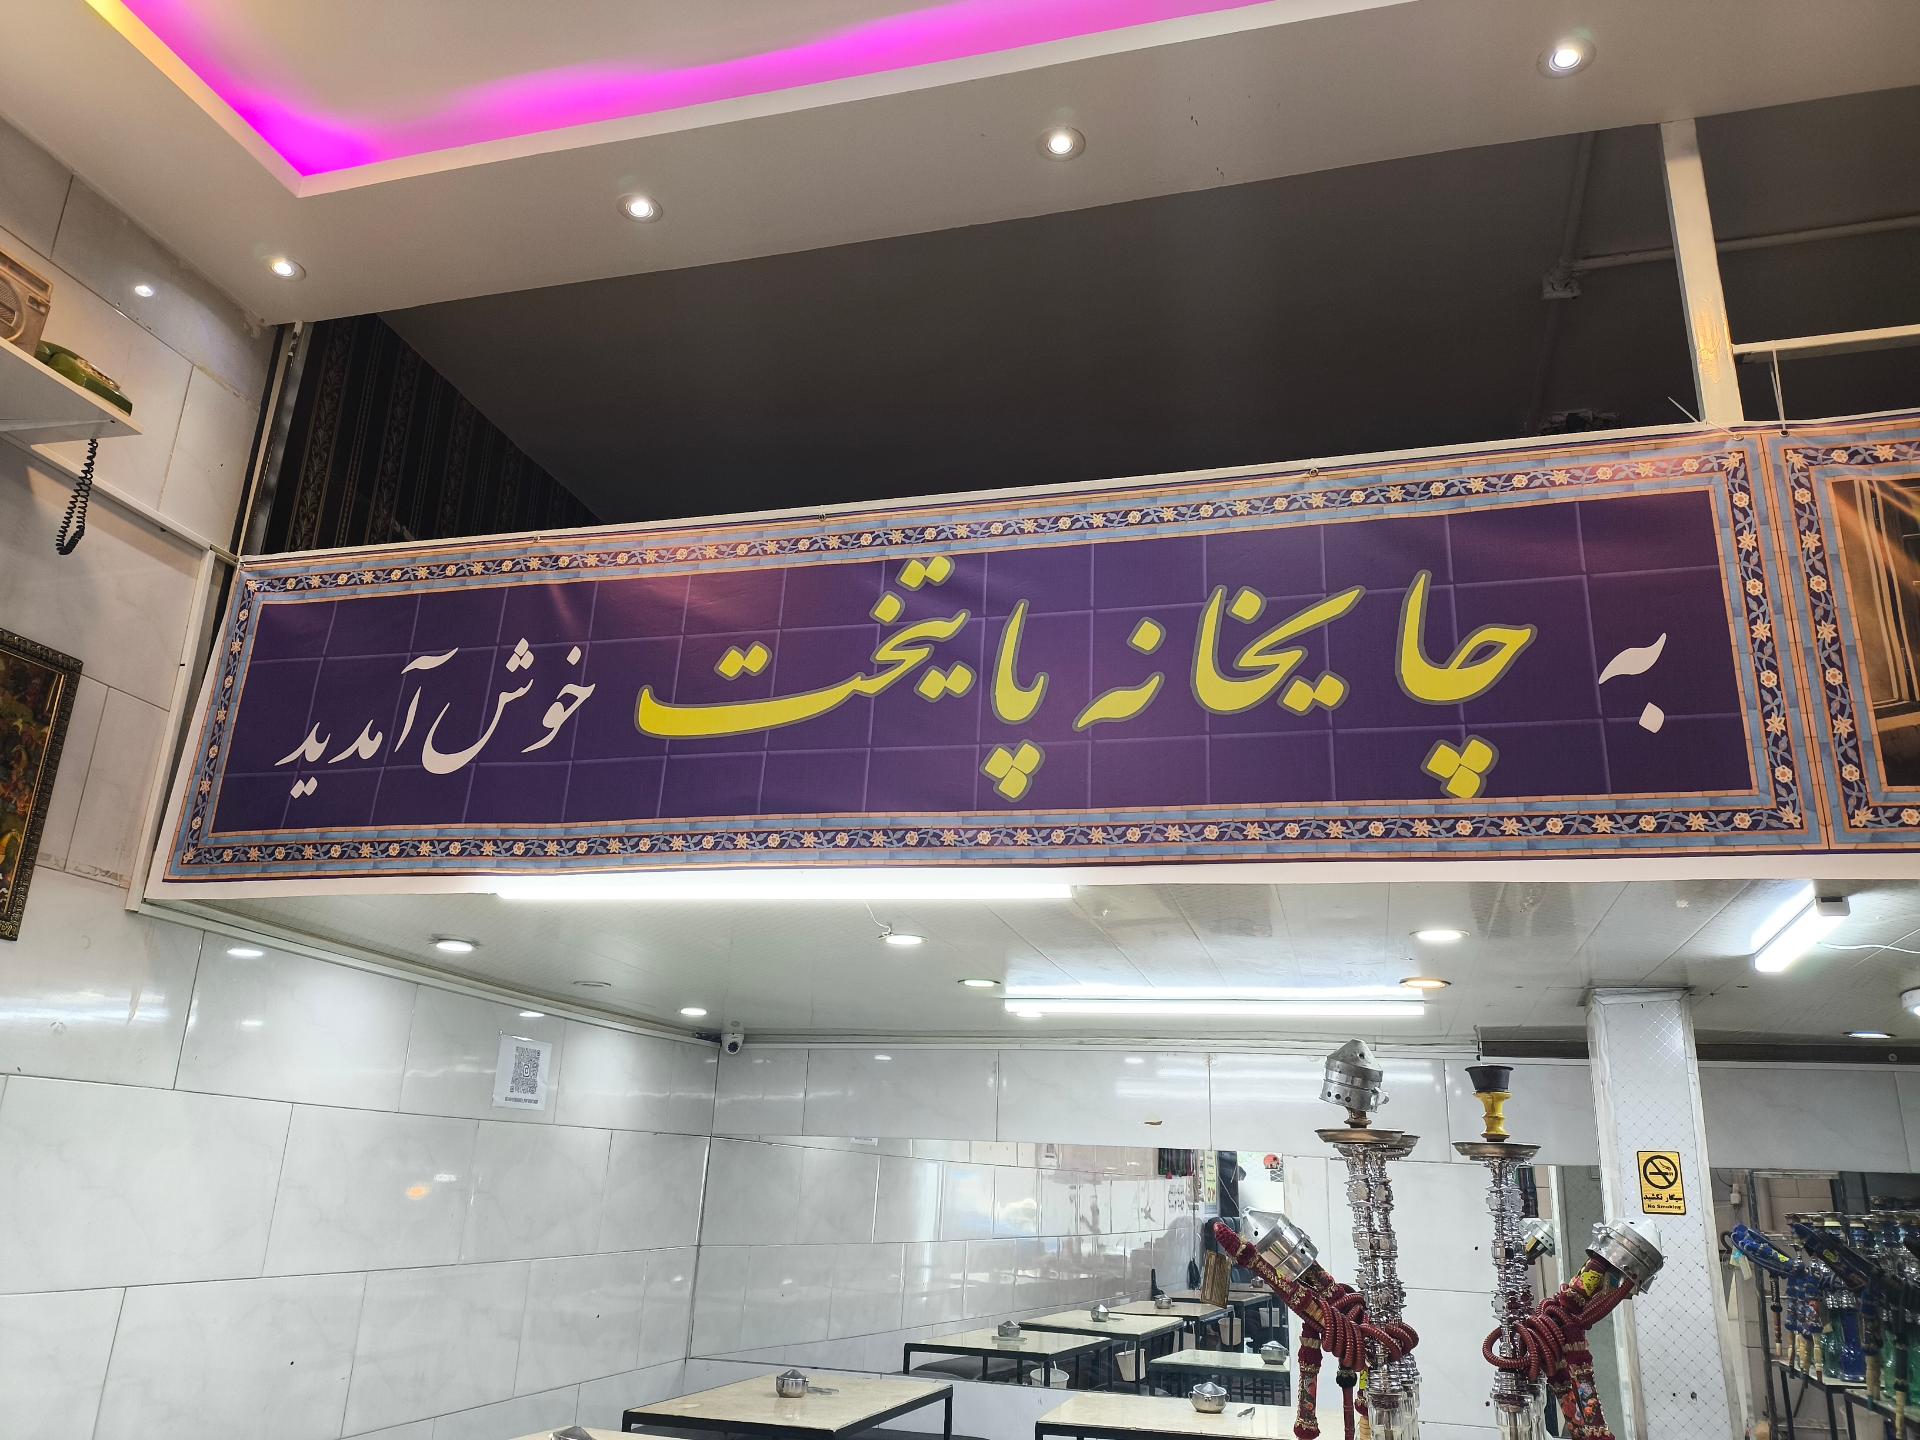 به چایخانه پایتخت خوش آمدید
سیگار نکشید
No Smoking